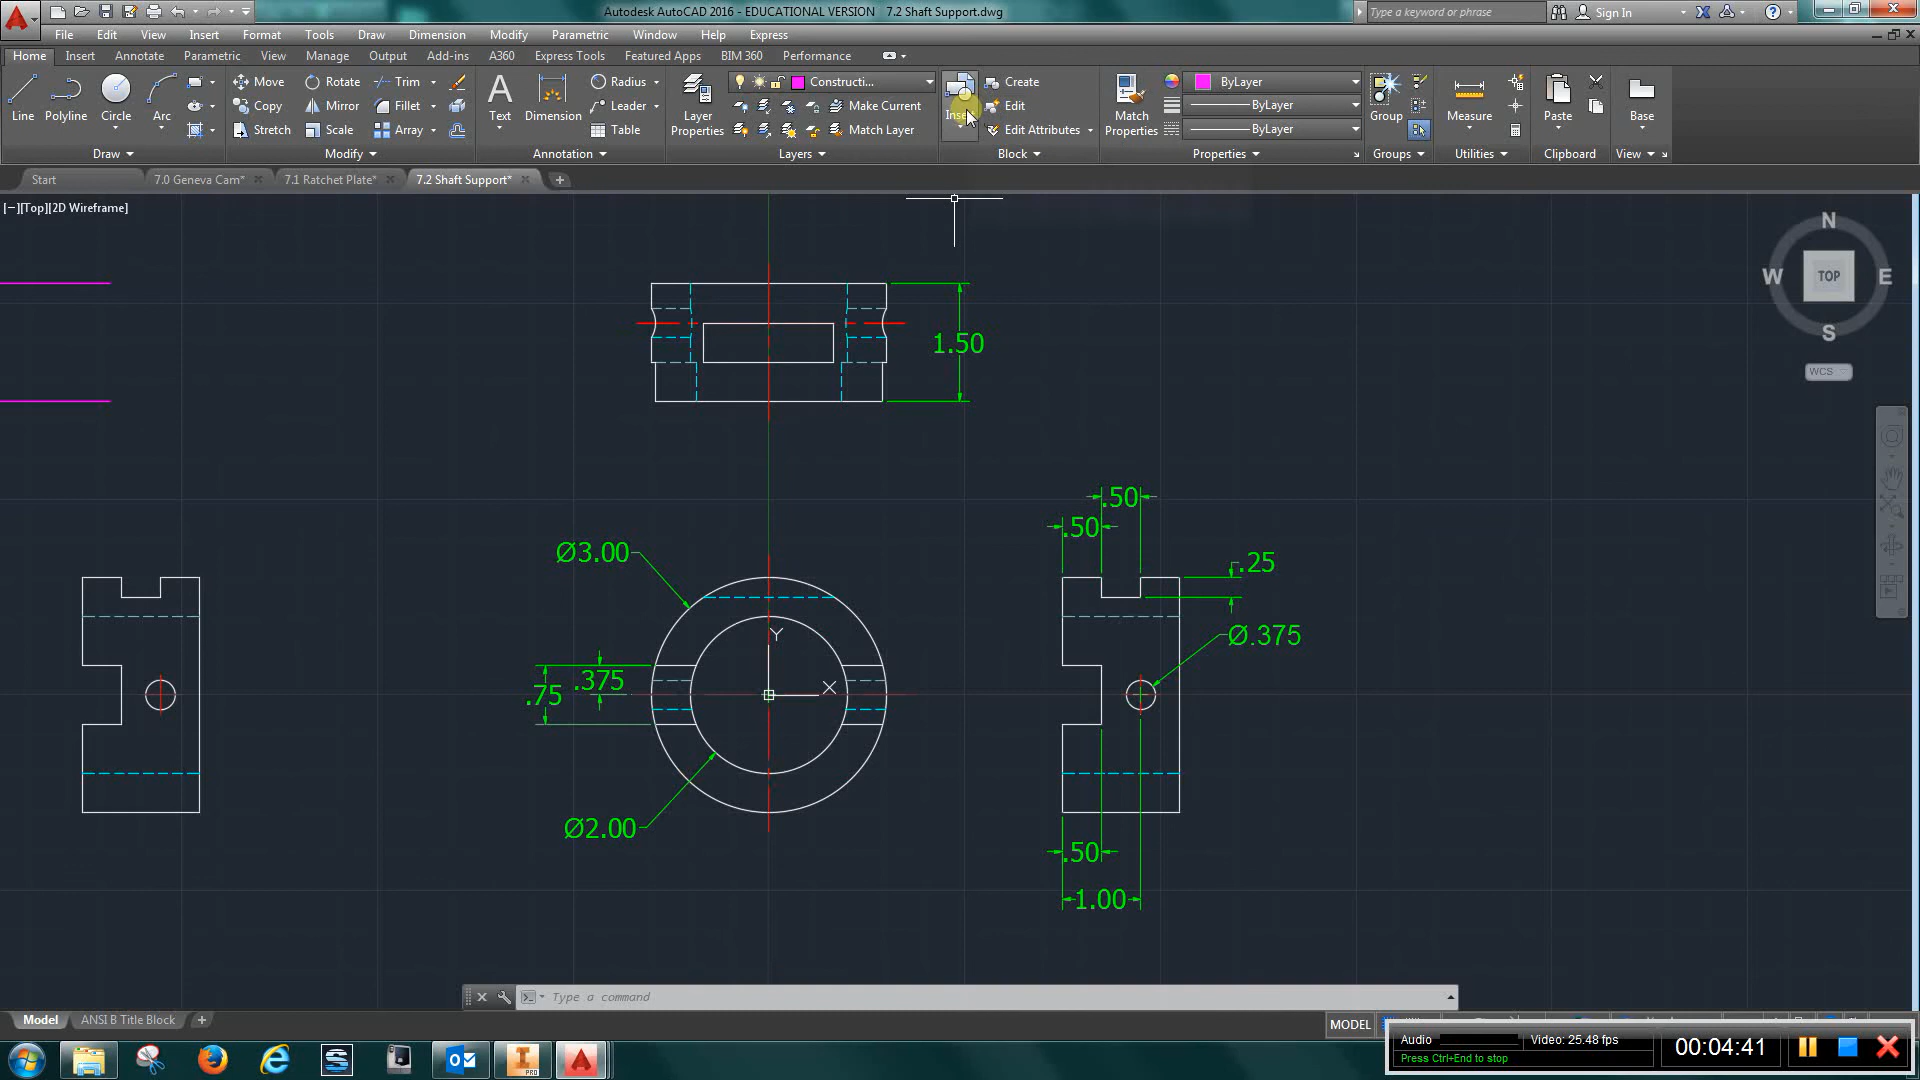 Autodesk AutoCAD 2016 - EDUCATIONAL VERSION 7.2 Shaft Support.dwg
Type a keyword or phrase
Sign In
File Edit View Insert Format Tools Draw Dimension Modify Parametric Window Help Express
Home Insert Annotate Parametric View Manage Output Add-ins A360 Express Tools Featured Apps BIM 360 Performance
Line Polyline Circle Arc
Move Rotate Trim
Copy Mirror Fillet
Stretch Scale Array
Text Dimension
Radius
Leader
Table
Layer Properties
Constructi...
Make Current
Match Layer
Create
Edit
Edit Attributes
Match Properties
ByLayer
ByLayer
ByLayer
Group Measure Paste Base
Draw Modify Annotation Layers Block Properties Groups Utilities Clipboard View
Start 7.0 Geneva Cam* 7.1 Ratchet Plate* 7.2 Shaft Support*
[−][Top][2D Wireframe]
N
W TOP E
S
WCS
1.50
.50
.50
Ø3.00
.25
Y
Ø.375
.375
.75
X
Ø2.00
.50
1.00
Type a command
Model ANSI B Title Block
MODEL
Audio Video: 25.48 fps
Press Ctrl+End to stop
00:04:41
PRO